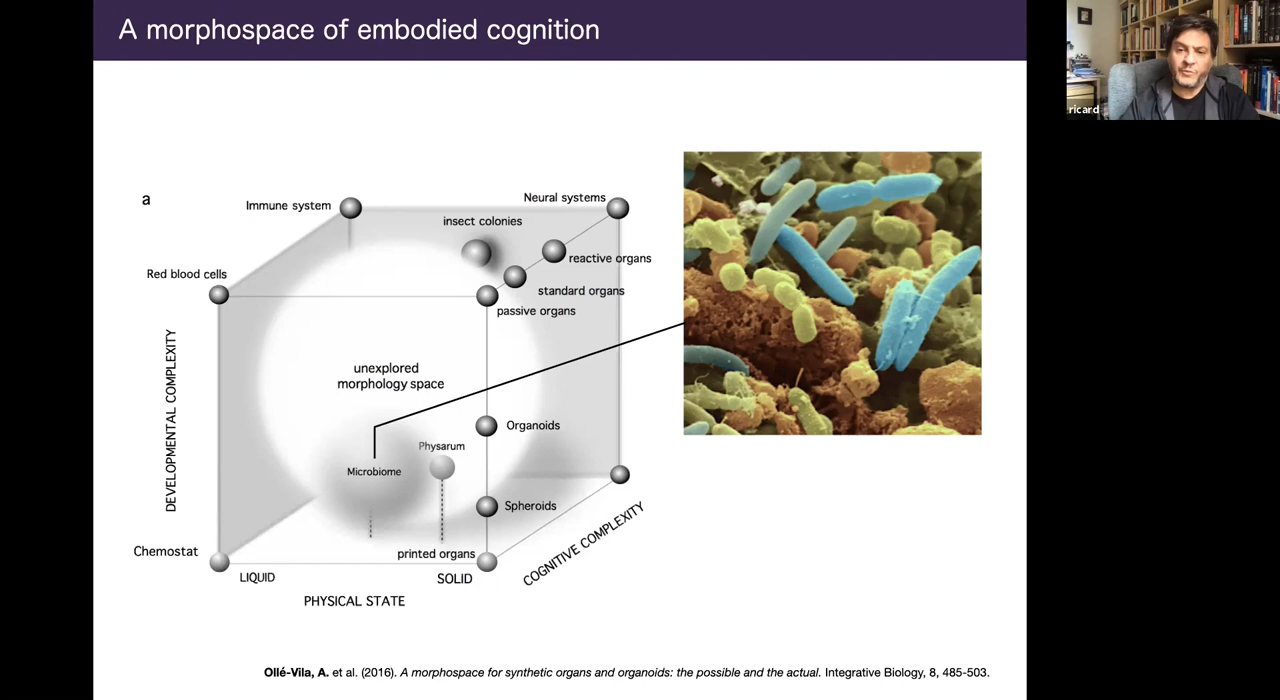 A morphospace of embodied cognition
ricard
a
Immune system
Neural systems
insect colonies
reactive organs
Red blood cells
standard organs
passive organs
DEVELOPMENTAL COMPLEXITY
unexplored
morphology space
Organoids
Physarum
Microbiome
Spheroids
COGNITIVE COMPLEXITY
Chemostat
printed organs
LIQUID
SOLID
PHYSICAL STATE
Ollé-Vila, A. et al. (2016). A morphospace for synthetic organs and organoids: the possible and the actual. Integrative Biology, 8, 485-503.